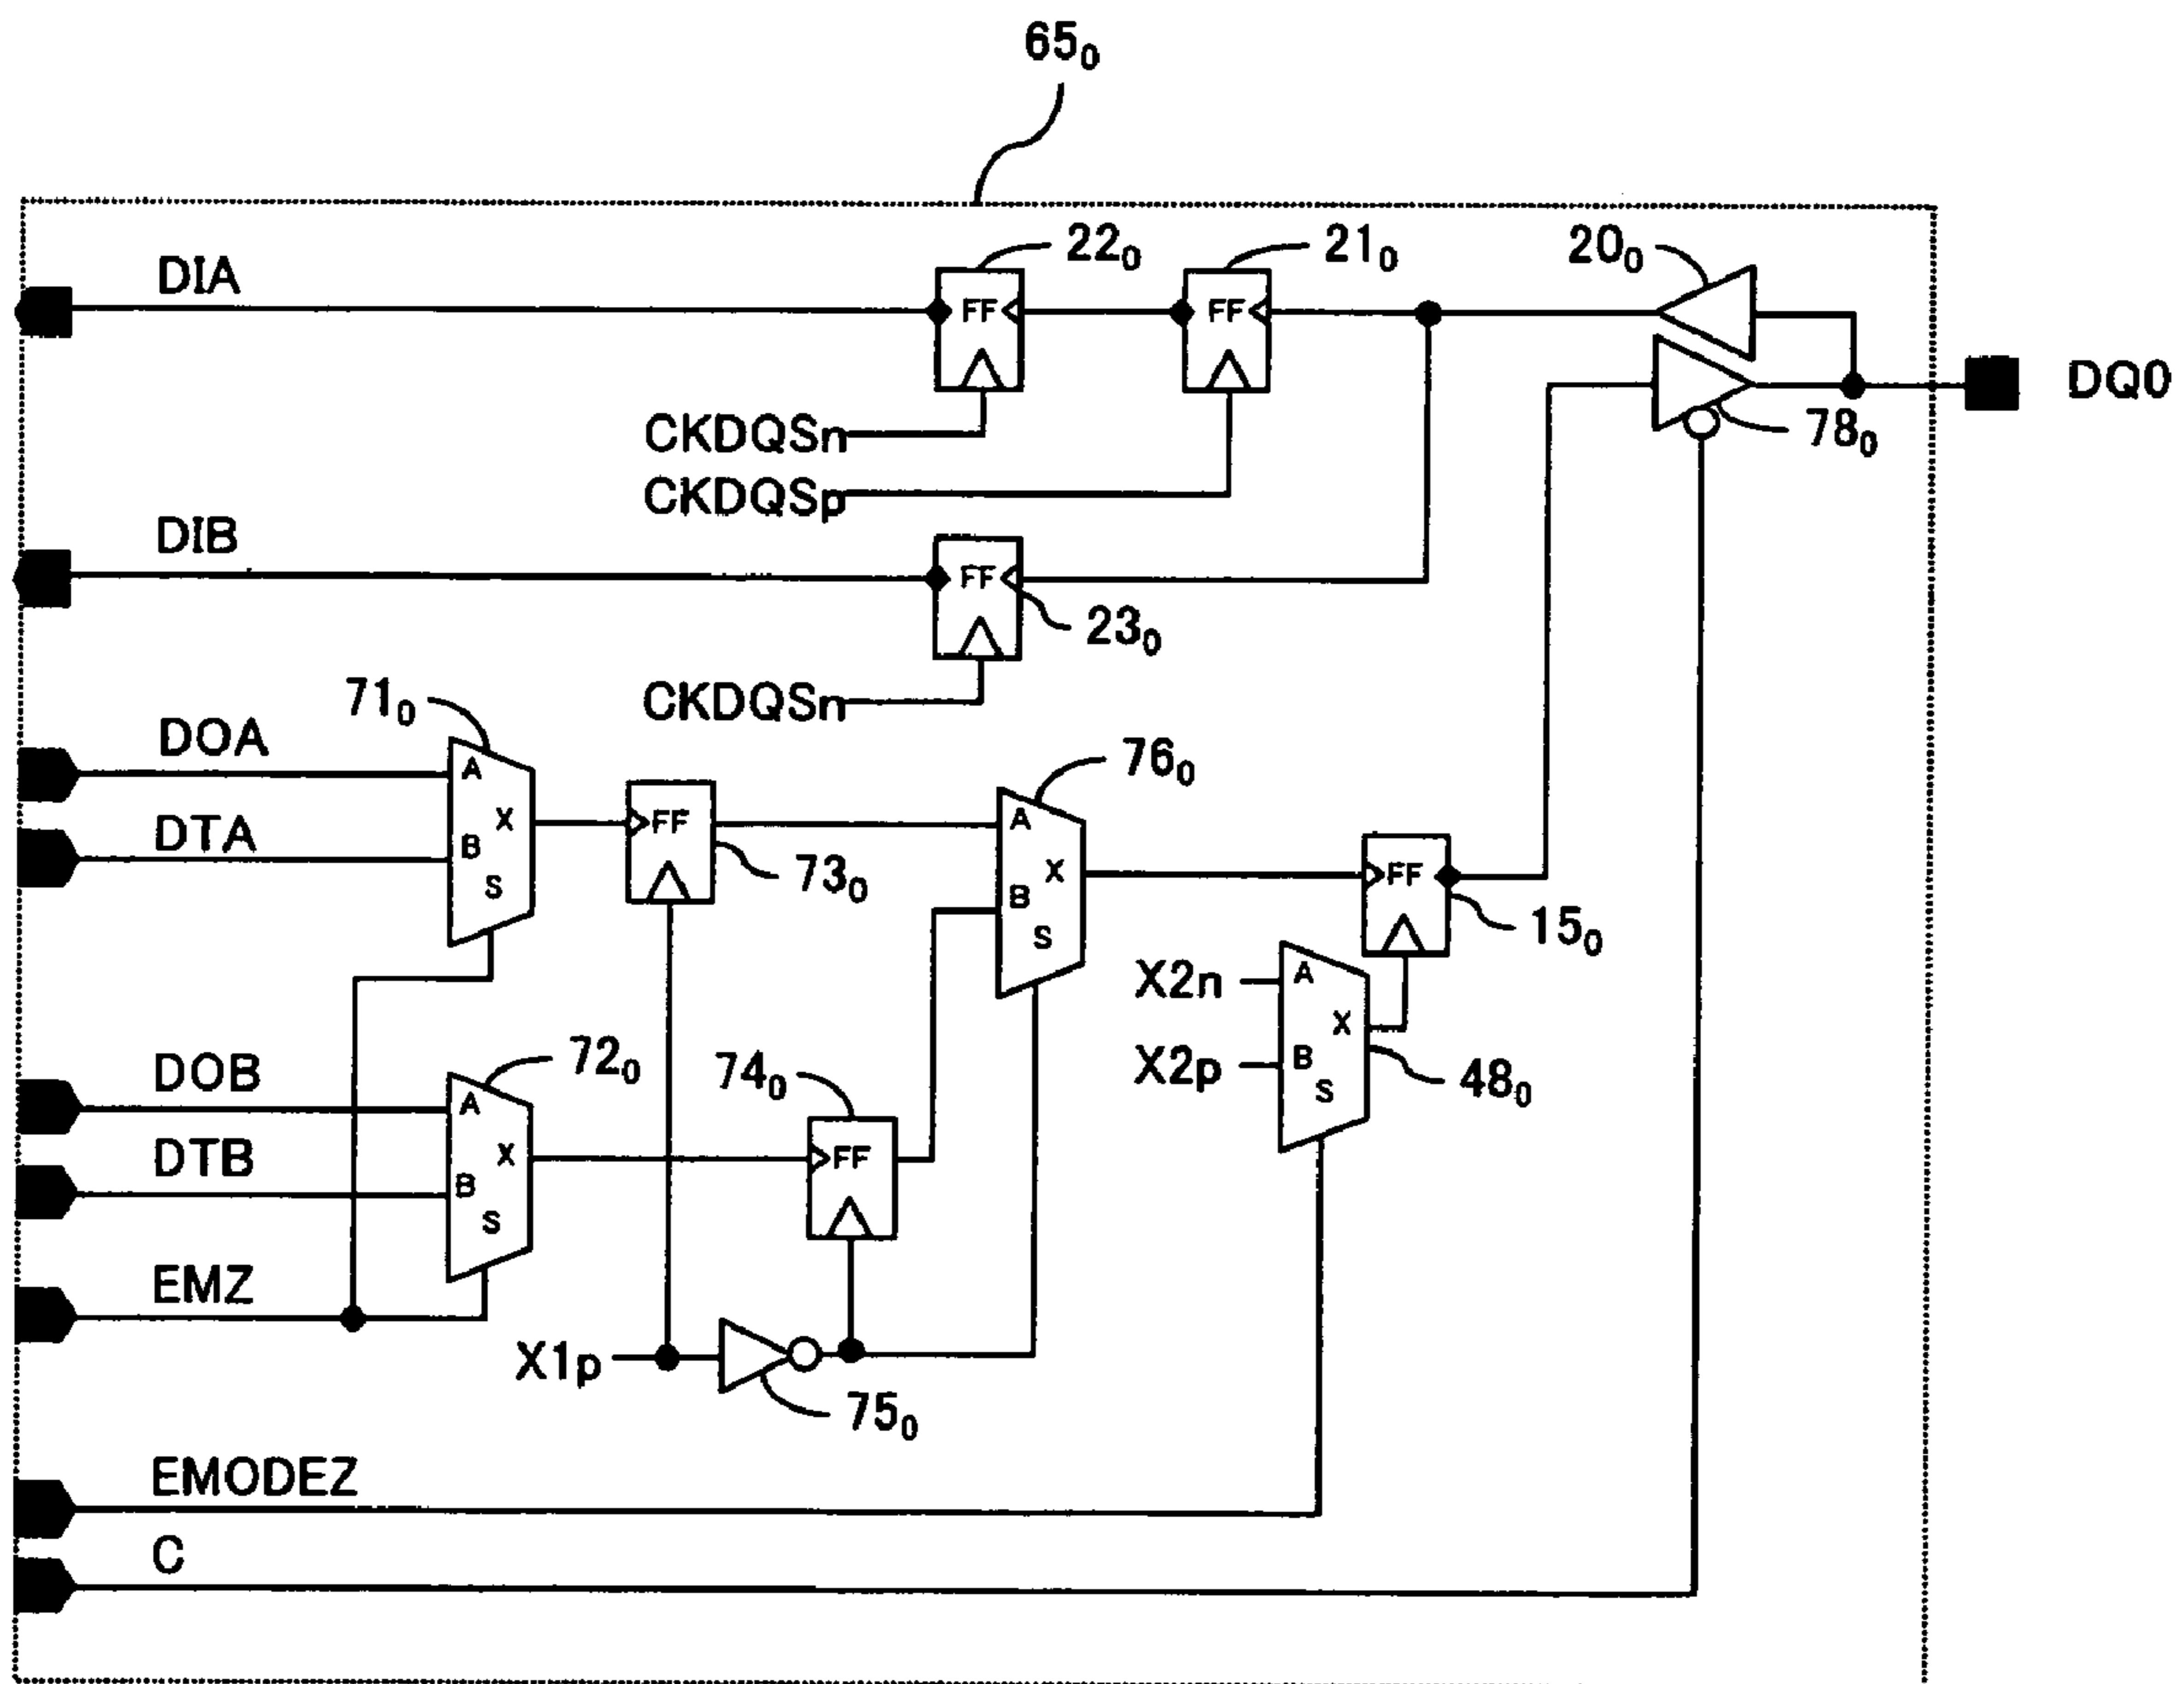 65₀
22₀
21₀
20₀
DIA
FF
FF
DQ0
78₀
CKDQSn
CKDQSp
DIB
FF
23₀
CKDQSn
71₀
DOA
A
X
DTA
B
S
FF
73₀
76₀
A
X
B
S
FF
15₀
X2n
A
X
X2p
B
S
48₀
72₀
74₀
DOB
A
X
DTB
B
S
FF
EMZ
X1p
75₀
EMODEZ
C